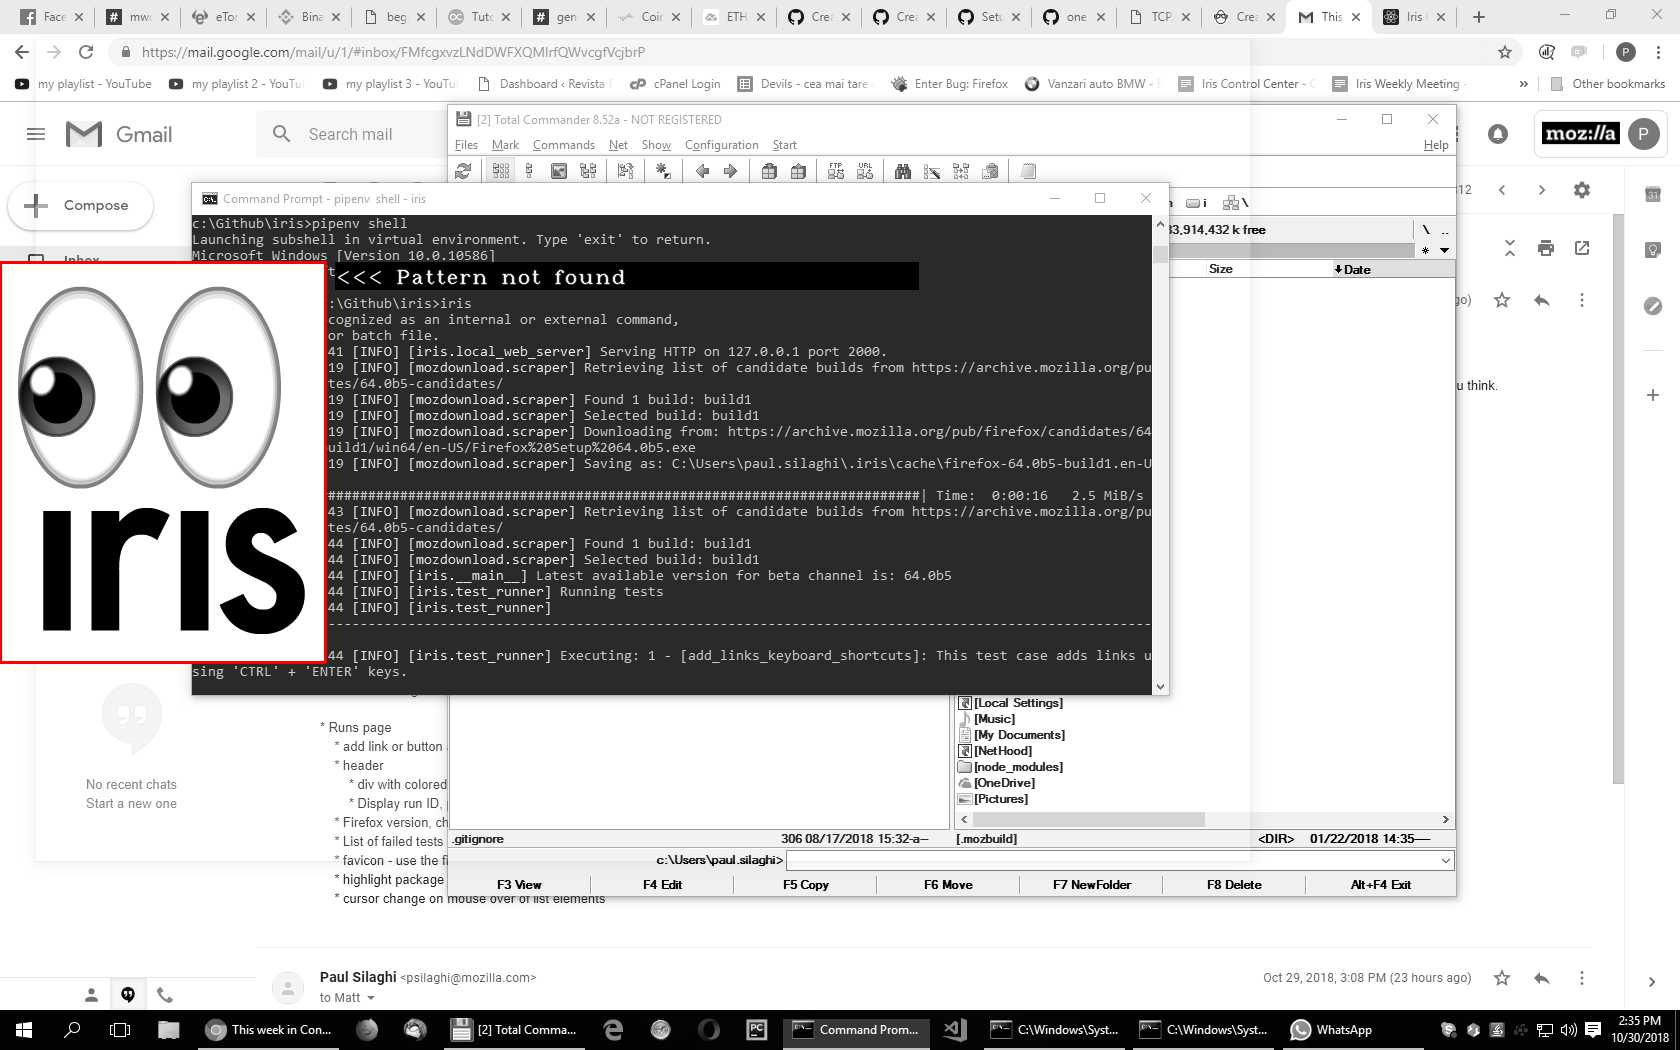 Face
mwc
eTor
Bina
beg
Tuto
gen
Coin
ETH
Crea
Crea
Setu
one
TCP
Crea
This
Iris
https://mail.google.com/mail/u/1/#inbox/FMfcgxvzLNdDWFXQMlrfQWvcgfVcjbrP
P
my playlist - YouTube
my playlist 2 - YouTu
my playlist 3 - YouTu
Dashboard ‹ Revista
cPanel Login
Devils - cea mai tare
Enter Bug: Firefox
Vanzari auto BMW -
Iris Control Center -
Iris Weekly Meeting -
» Other bookmarks
Gmail
Search mail
moz://a P
Compose
Inbox
[2] Total Commander 8.52a - NOT REGISTERED
Files Mark Commands Net Show Configuration Start Help
FTP URL
Command Prompt - pipenv shell - iris
c:\Github\iris>pipenv shell
Launching subshell in virtual environment. Type 'exit' to return.
Microsoft Windows [Version 10.0.10586]
<<< Pattern not found
:\Github\iris>iris
cognized as an internal or external command,
or batch file.
41 [INFO] [iris.local_web_server] Serving HTTP on 127.0.0.1 port 2000.
19 [INFO] [mozdownload.scraper] Retrieving list of candidate builds from https://archive.mozilla.org/pu
tes/64.0b5-candidates/
19 [INFO] [mozdownload.scraper] Found 1 build: build1
19 [INFO] [mozdownload.scraper] Selected build: build1
19 [INFO] [mozdownload.scraper] Downloading from: https://archive.mozilla.org/pub/firefox/candidates/64
uild1/win64/en-US/Firefox%20Setup%2064.0b5.exe
19 [INFO] [mozdownload.scraper] Saving as: C:\Users\paul.silaghi\.iris\cache\firefox-64.0b5-build1.en-U
##########################################################################| Time:  0:00:16   2.5 MiB/s
43 [INFO] [mozdownload.scraper] Retrieving list of candidate builds from https://archive.mozilla.org/pu
tes/64.0b5-candidates/
44 [INFO] [mozdownload.scraper] Found 1 build: build1
44 [INFO] [mozdownload.scraper] Selected build: build1
44 [INFO] [iris.__main__] Latest available version for beta channel is: 64.0b5
44 [INFO] [iris.test_runner] Running tests
44 [INFO] [iris.test_runner]
-------------------------------------------------------------------------------------------------------
44 [INFO] [iris.test_runner] Executing: 1 - [add_links_keyboard_shortcuts]: This test case adds links u
sing 'CTRL' + 'ENTER' keys.
iris
i \
33,914,432 k free \ ..
* ▼
Size Date
12
go)
u think.
[Local Settings]
[Music]
[My Documents]
[NetHood]
[node_modules]
[OneDrive]
[Pictures]
.gitignore 306 08/17/2018 15:32 -a--
[.mozbuild] <DIR> 01/22/2018 14:35 ----
c:\Users\paul.silaghi>
F3 View F4 Edit F5 Copy F6 Move F7 NewFolder F8 Delete Alt+F4 Exit
No recent chats
Start a new one
* Runs page
* add link or button
* header
* div with colored
* Display run ID,
* Firefox version, ch
* List of failed tests
* favicon - use the fi
* highlight package
* cursor change on mouse over of list elements
Paul Silaghi <psilaghi@mozilla.com>
to Matt
Oct 29, 2018, 3:08 PM (23 hours ago)
This week in Con...
[2] Total Comma...
PC
Command Prom...
C:\Windows\Syst...
C:\Windows\Syst...
WhatsApp
2:35 PM
10/30/2018